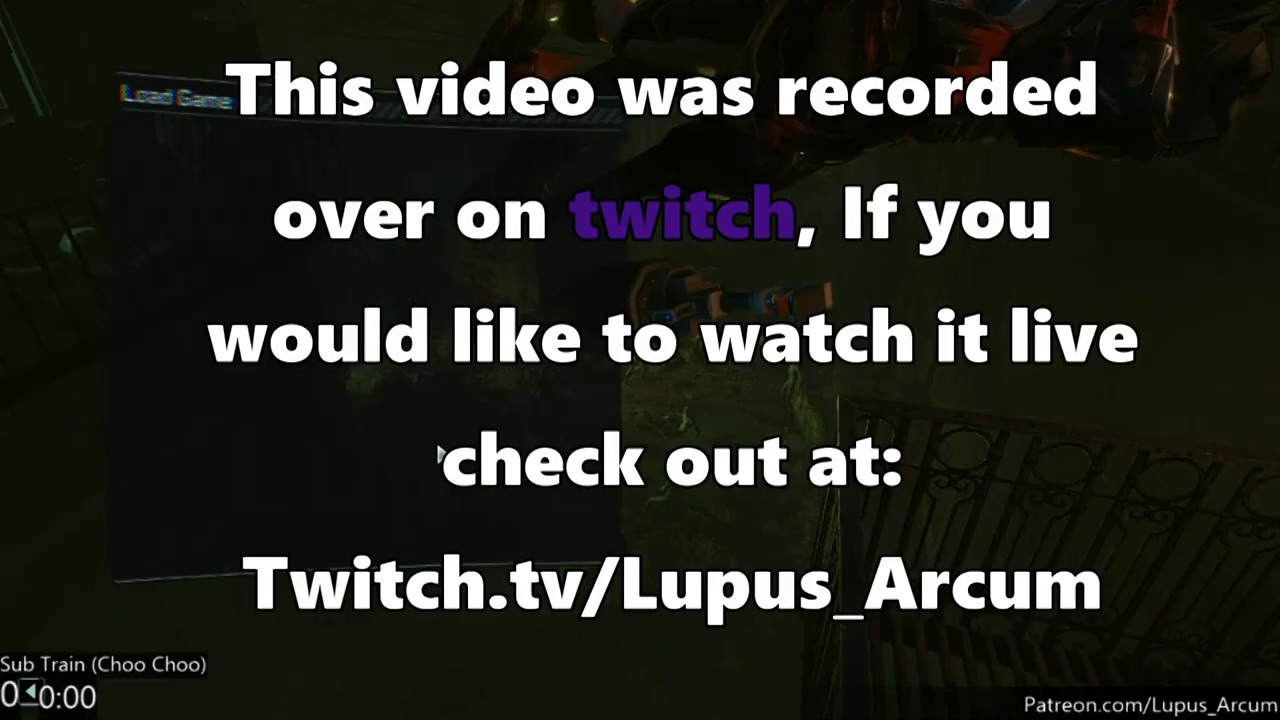 Load Game
This video was recorded
over on twitch, If you
would like to watch it live
check out at:
Twitch.tv/Lupus_Arcum
Sub Train (Choo Choo)
0 0:00
Patreon.com/Lupus_Arcum